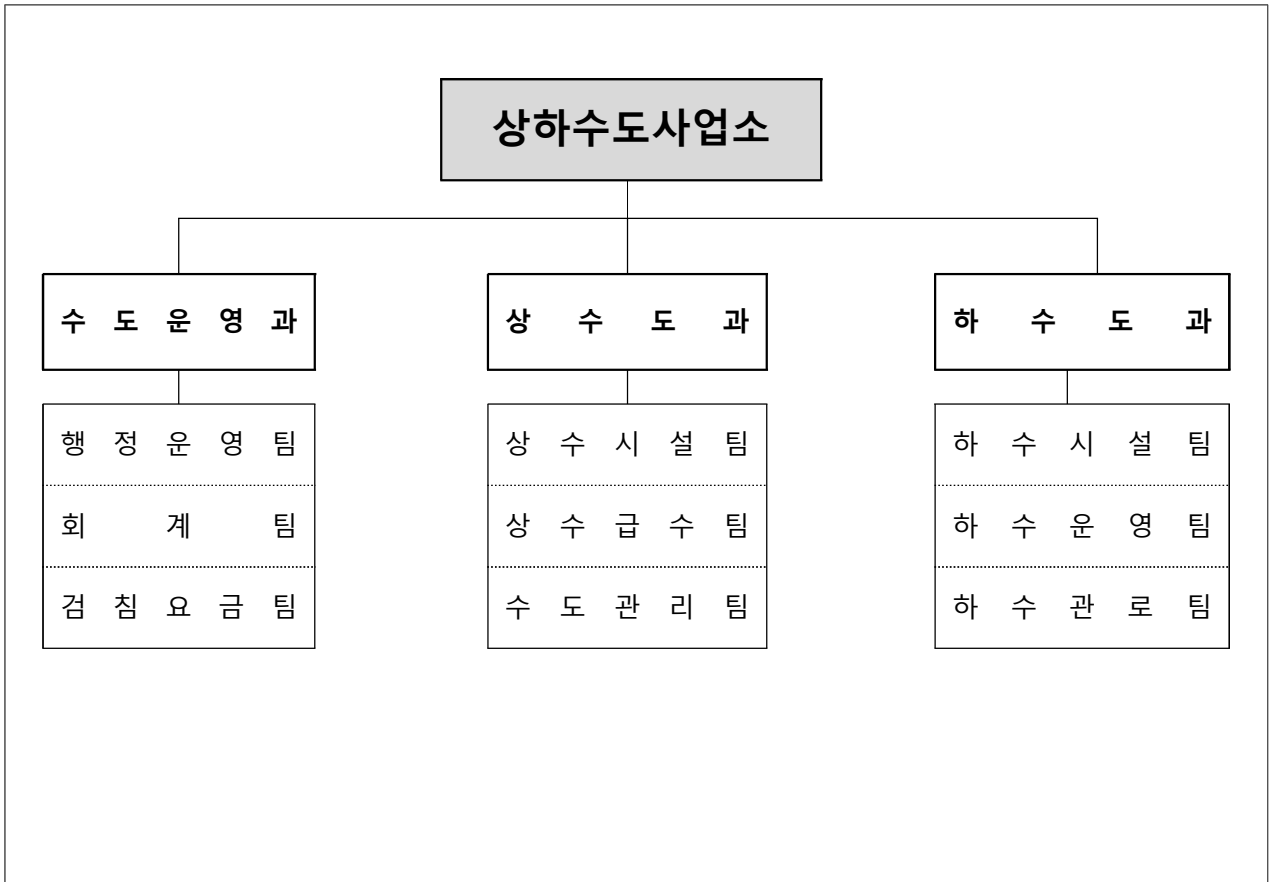 상하수도사업소
수도운영과
상수도과
하수도과
행정운영팀
회계팀
검침요금팀
상수시설팀
상수급수팀
수도관리팀
하수시설팀
하수운영팀
하수관로팀